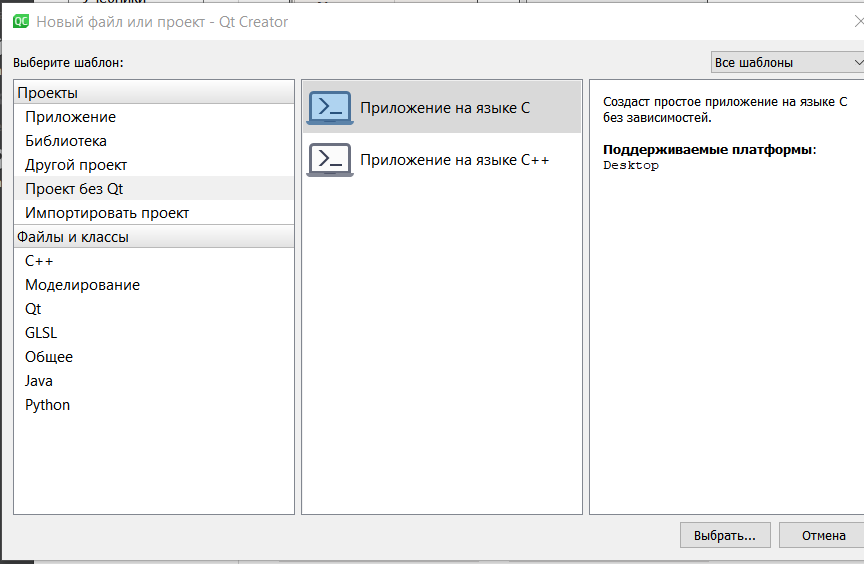 Новый файл или проект - Qt Creator
Выберите шаблон:
Все шаблоны
Проекты
Приложение
Библиотека
Другой проект
Проект без Qt
Импортировать проект
Файлы и классы
C++
Моделирование
Qt
GLSL
Общее
Java
Python
Приложение на языке C
Приложение на языке C++
Создаст простое приложение на языке C
без зависимостей.
Поддерживаемые платформы:
Desktop
Выбрать...
Отмена